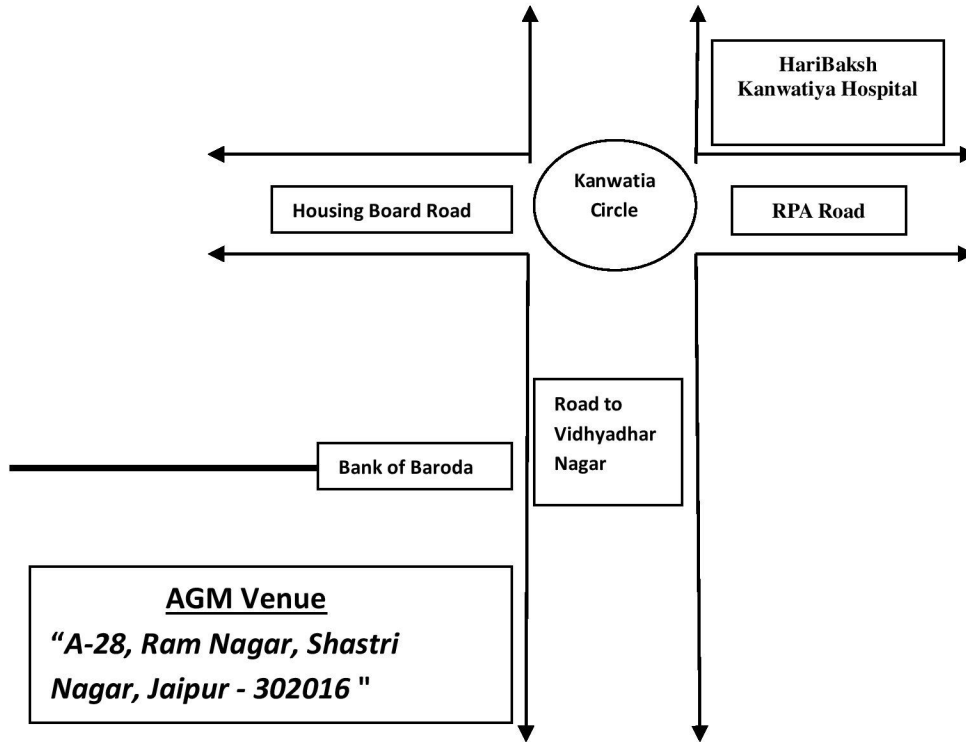 HariBaksh
Kanwatiya Hospital
Kanwatia
Circle
Housing Board Road
RPA Road
Road to
Vidhyadhar
Nagar
Bank of Baroda
AGM Venue
“A-28, Ram Nagar, Shastri
Nagar, Jaipur - 302016 "